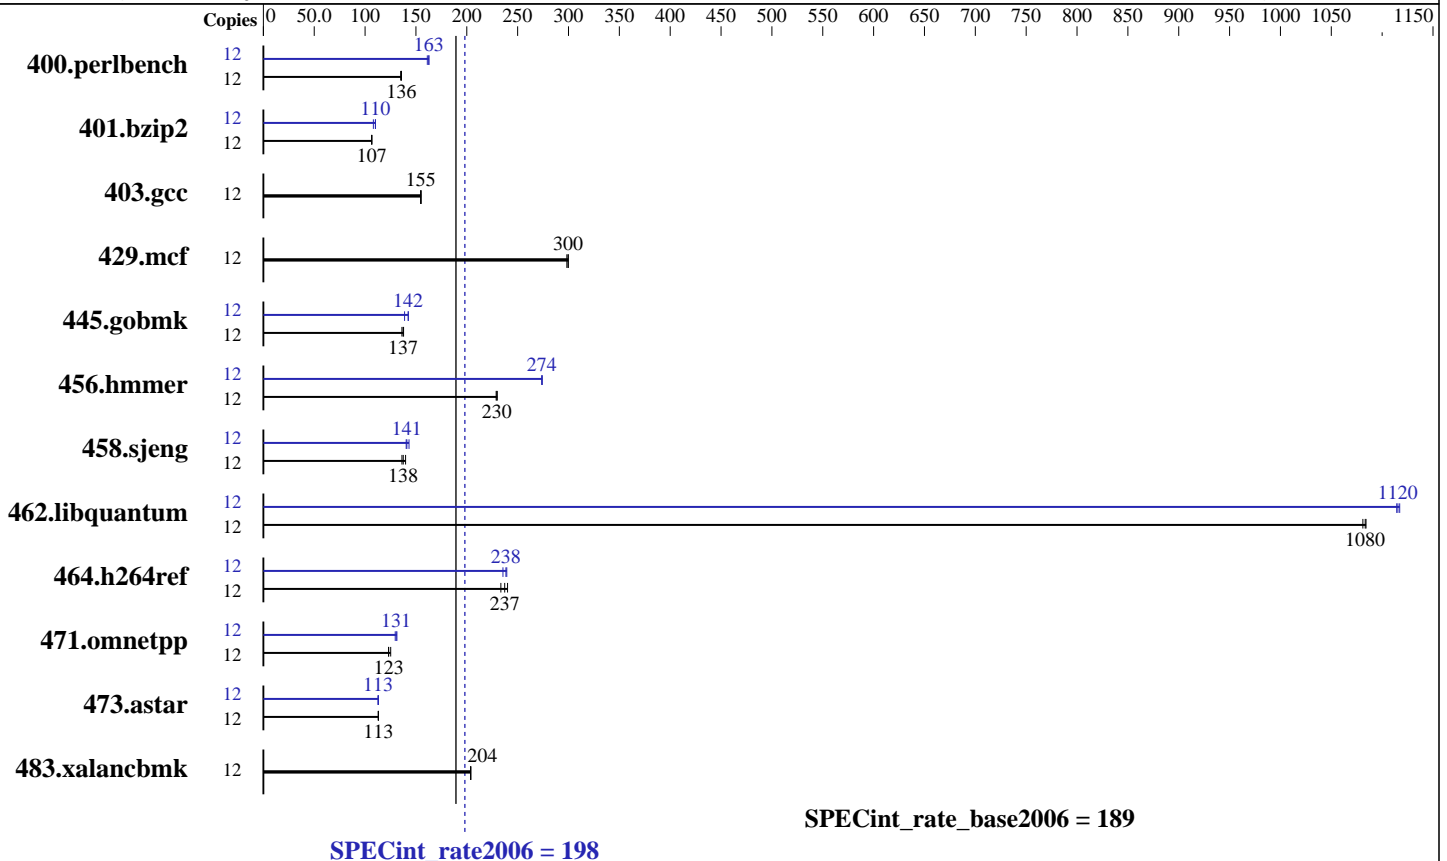 Copies 0 50.0 100 150 200 250 300 350 400 450 500 550 600 650 700 750 800 850 900 950 1000 1050 1150
400.perlbench 12 163
12 136
401.bzip2 12 110
12 107
403.gcc 12 155
429.mcf 12 300
445.gobmk 12 142
12 137
456.hmmer 12 274
12 230
458.sjeng 12 141
12 138
462.libquantum 12 1120
12 1080
464.h264ref 12 238
12 237
471.omnetpp 12 131
12 123
473.astar 12 113
12 113
483.xalancbmk 12 204
SPECint_rate_base2006 = 189
SPECint_rate2006 = 198